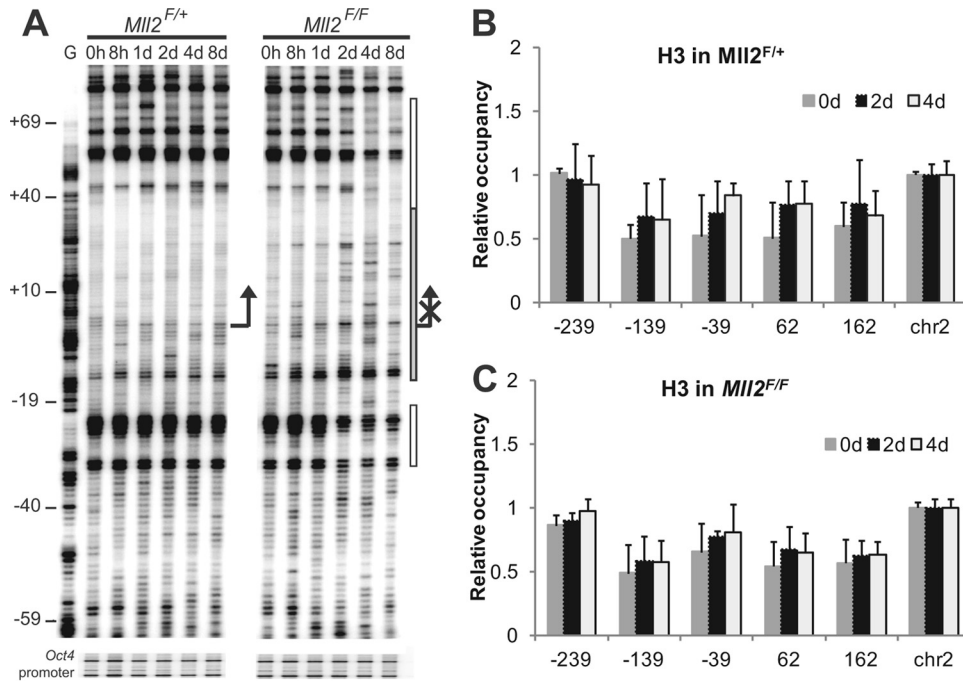 A
Mll2 F/+
Mll2 F/F
G 0h 8h 1d 2d 4d 8d
0h 8h 1d 2d 4d 8d
+69
+40
+10
-19
-40
-59
Oct4
promoter
B
H3 in Mll2F/+
0d 2d 4d
Relative occupancy
2
1.5
1
0.5
0
-239 -139 -39 62 162 chr2
C
H3 in Mll2F/F
0d 2d 4d
Relative occupancy
2
1.5
1
0.5
0
-239 -139 -39 62 162 chr2